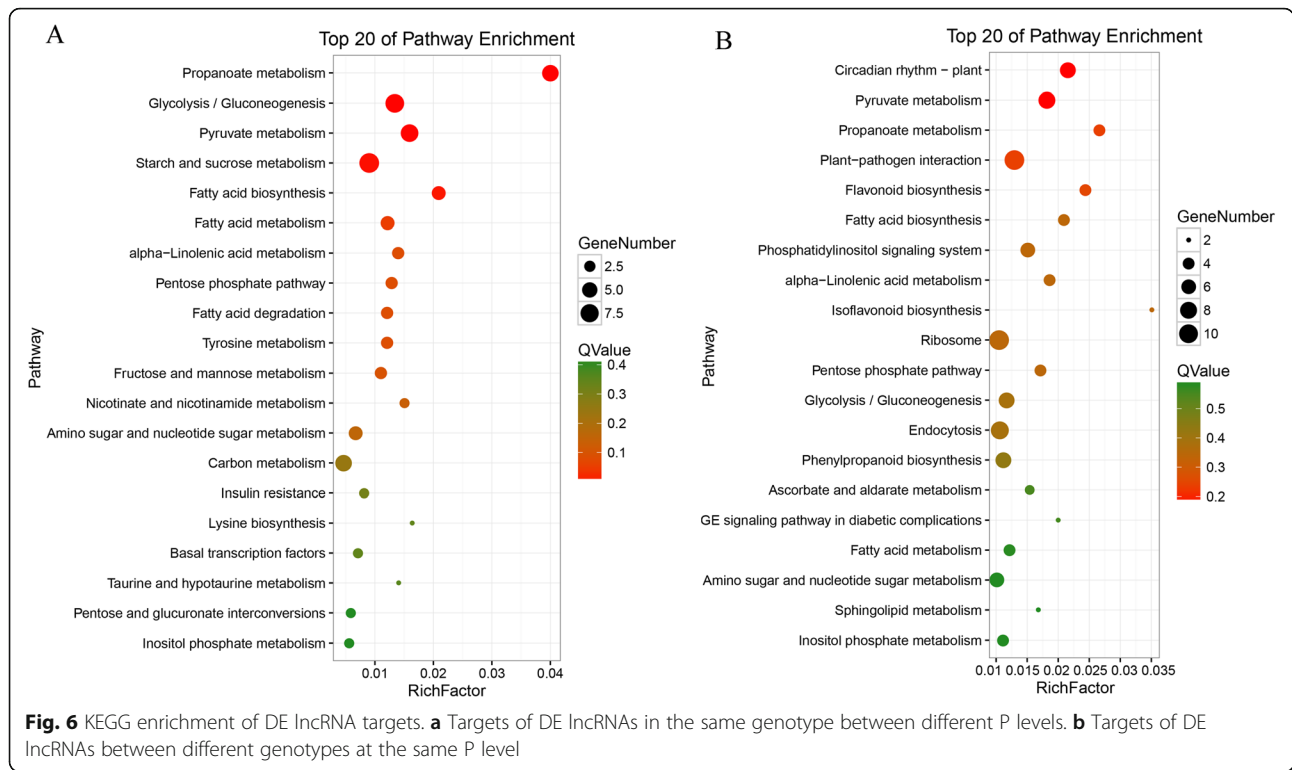 A
Top 20 of Pathway Enrichment
Propanoate metabolism
Glycolysis / Gluconeogenesis
Pyruvate metabolism
Starch and sucrose metabolism
Fatty acid biosynthesis
Fatty acid metabolism
alpha−Linolenic acid metabolism
Pentose phosphate pathway
Fatty acid degradation
Tyrosine metabolism
Fructose and mannose metabolism
Nicotinate and nicotinamide metabolism
Amino sugar and nucleotide sugar metabolism
Carbon metabolism
Insulin resistance
Lysine biosynthesis
Basal transcription factors
Taurine and hypotaurine metabolism
Pentose and glucuronate interconversions
Inositol phosphate metabolism
Pathway
0.01 0.02 0.03 0.04
RichFactor
GeneNumber
2.5
5.0
7.5
QValue
0.4
0.3
0.2
0.1
B
Top 20 of Pathway Enrichment
Circadian rhythm − plant
Pyruvate metabolism
Propanoate metabolism
Plant−pathogen interaction
Flavonoid biosynthesis
Fatty acid biosynthesis
Phosphatidylinositol signaling system
alpha−Linolenic acid metabolism
Isoflavonoid biosynthesis
Ribosome
Pentose phosphate pathway
Glycolysis / Gluconeogenesis
Endocytosis
Phenylpropanoid biosynthesis
Ascorbate and aldarate metabolism
GE signaling pathway in diabetic complications
Fatty acid metabolism
Amino sugar and nucleotide sugar metabolism
Sphingolipid metabolism
Inositol phosphate metabolism
Pathway
0.01 0.015 0.02 0.025 0.03 0.035
RichFactor
GeneNumber
2
4
6
8
10
QValue
0.5
0.4
0.3
0.2
Fig. 6 KEGG enrichment of DE lncRNA targets. a Targets of DE lncRNAs in the same genotype between different P levels. b Targets of DE
lncRNAs between different genotypes at the same P level